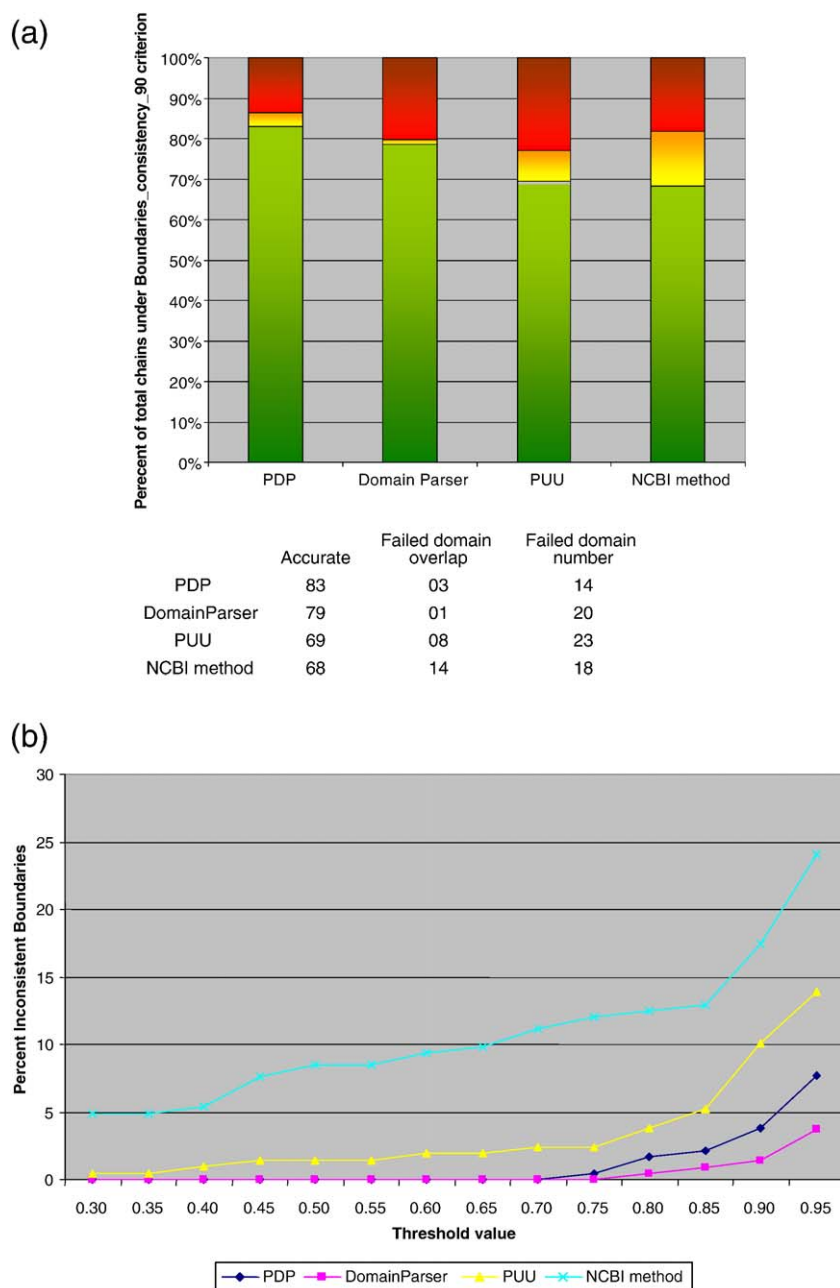 (a)
Perecent of total chains under Boundaries_consistency_90 criterion
100%
90%
80%
70%
60%
50%
40%
30%
20%
10%
0%
PDP Domain Parser PUU NCBI method
Accurate Failed domain overlap Failed domain number
PDP 83 03 14
DomainParser 79 01 20
PUU 69 08 23
NCBI method 68 14 18
(b)
Percent Inconsistent Boundaries
30
25
20
15
10
5
0
0.30 0.35 0.40 0.45 0.50 0.55 0.60 0.65 0.70 0.75 0.80 0.85 0.90 0.95
Threshold value
PDP DomainParser PUU NCBI method